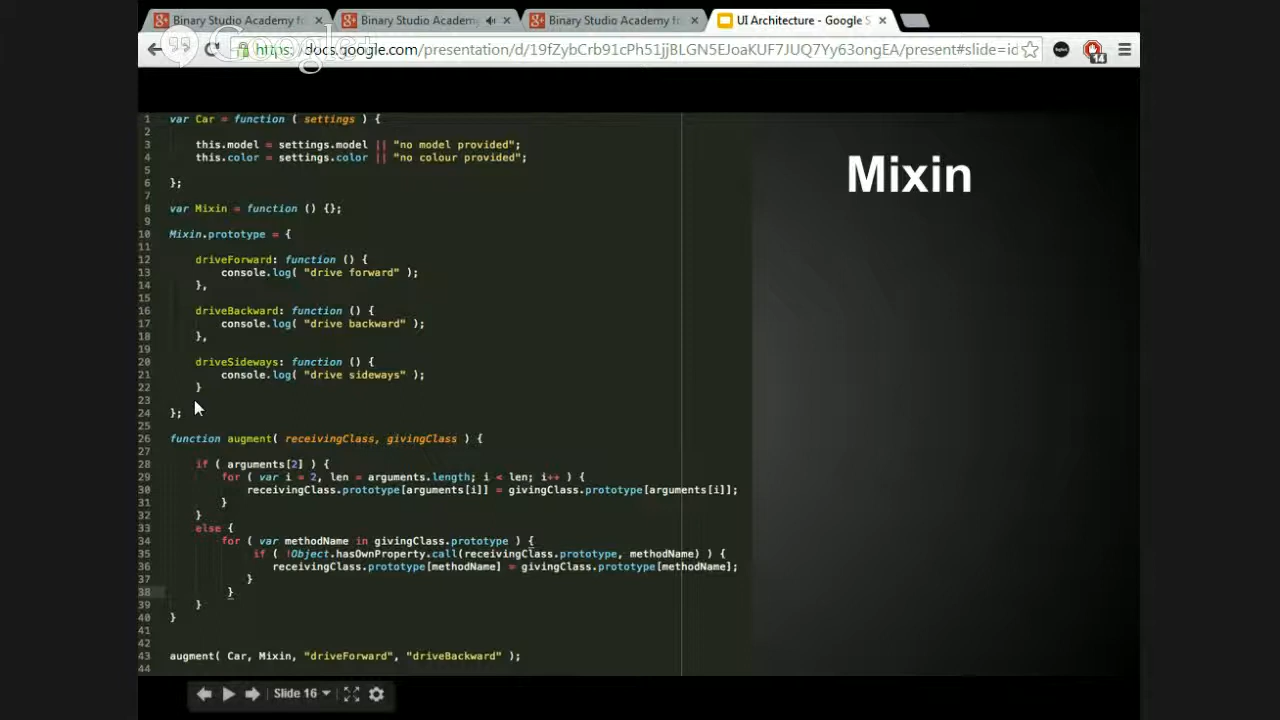 Binary Studio Academy fo
Binary Studio Academy
Binary Studio Academy fo
UI Architecture - Google S
Google+
https://docs.google.com/presentation/d/19fZybCrb91cPh51jjBLGN5EJoaKUF7JUQ7Yy63ongEA/present#slide=id
14
Mixin
1 var Car = function ( settings ) {
2
3 this.model = settings.model || "no model provided";
4 this.color = settings.color || "no colour provided";
5
6 };
7
8 var Mixin = function () {};
9
10 Mixin.prototype = {
11
12 driveForward: function () {
13 console.log( "drive forward" );
14 },
15
16 driveBackward: function () {
17 console.log( "drive backward" );
18 },
19
20 driveSideways: function () {
21 console.log( "drive sideways" );
22 }
23
24 };
25
26 function augment( receivingClass, givingClass ) {
27
28 if ( arguments[2] ) {
29 for ( var i = 2, len = arguments.length; i < len; i++ ) {
30 receivingClass.prototype[arguments[i]] = givingClass.prototype[arguments[i]];
31 }
32 }
33 else {
34 for ( var methodName in givingClass.prototype ) {
35 if ( !Object.hasOwnProperty.call(receivingClass.prototype, methodName) ) {
36 receivingClass.prototype[methodName] = givingClass.prototype[methodName];
37 }
38 }
39 }
40 }
41
42
43 augment( Car, Mixin, "driveForward", "driveBackward" );
44
Slide 16